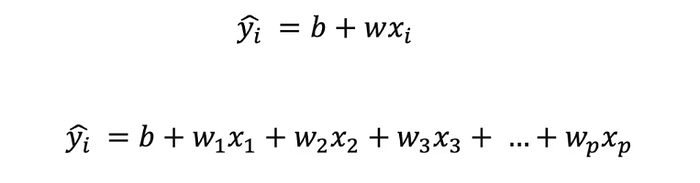 ŷᵢ = b + wxᵢ
ŷᵢ = b + w₁x₁ + w₂x₂ + w₃x₃ + … + wₚxₚ